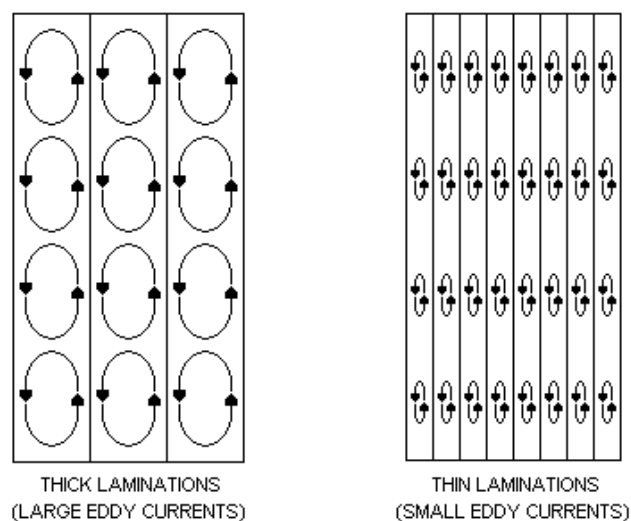 THICK LAMINATIONS
(LARGE EDDY CURRENTS)
THIN LAMINATIONS
(SMALL EDDY CURRENTS)